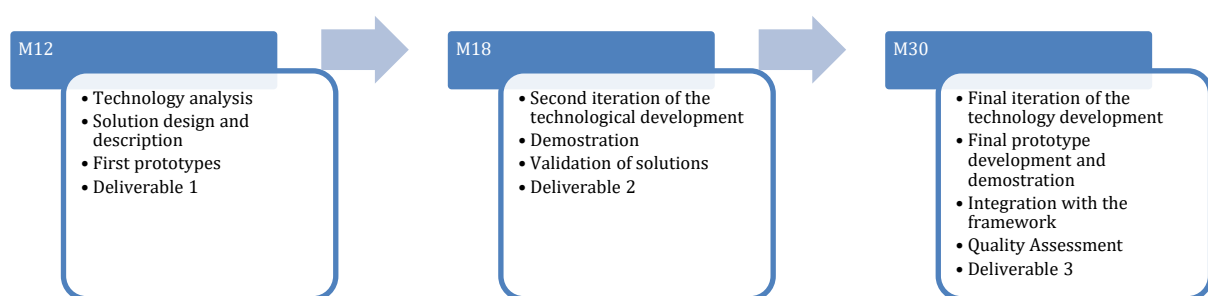 M12
• Technology analysis
• Solution design and
description
• First prototypes
• Deliverable 1
M18
• Second iteration of the
technological development
• Demostration
• Validation of solutions
• Deliverable 2
M30
• Final iteration of the
technology development
• Final prototype
development and
demostration
• Integration with the
framework
• Quality Assessment
• Deliverable 3